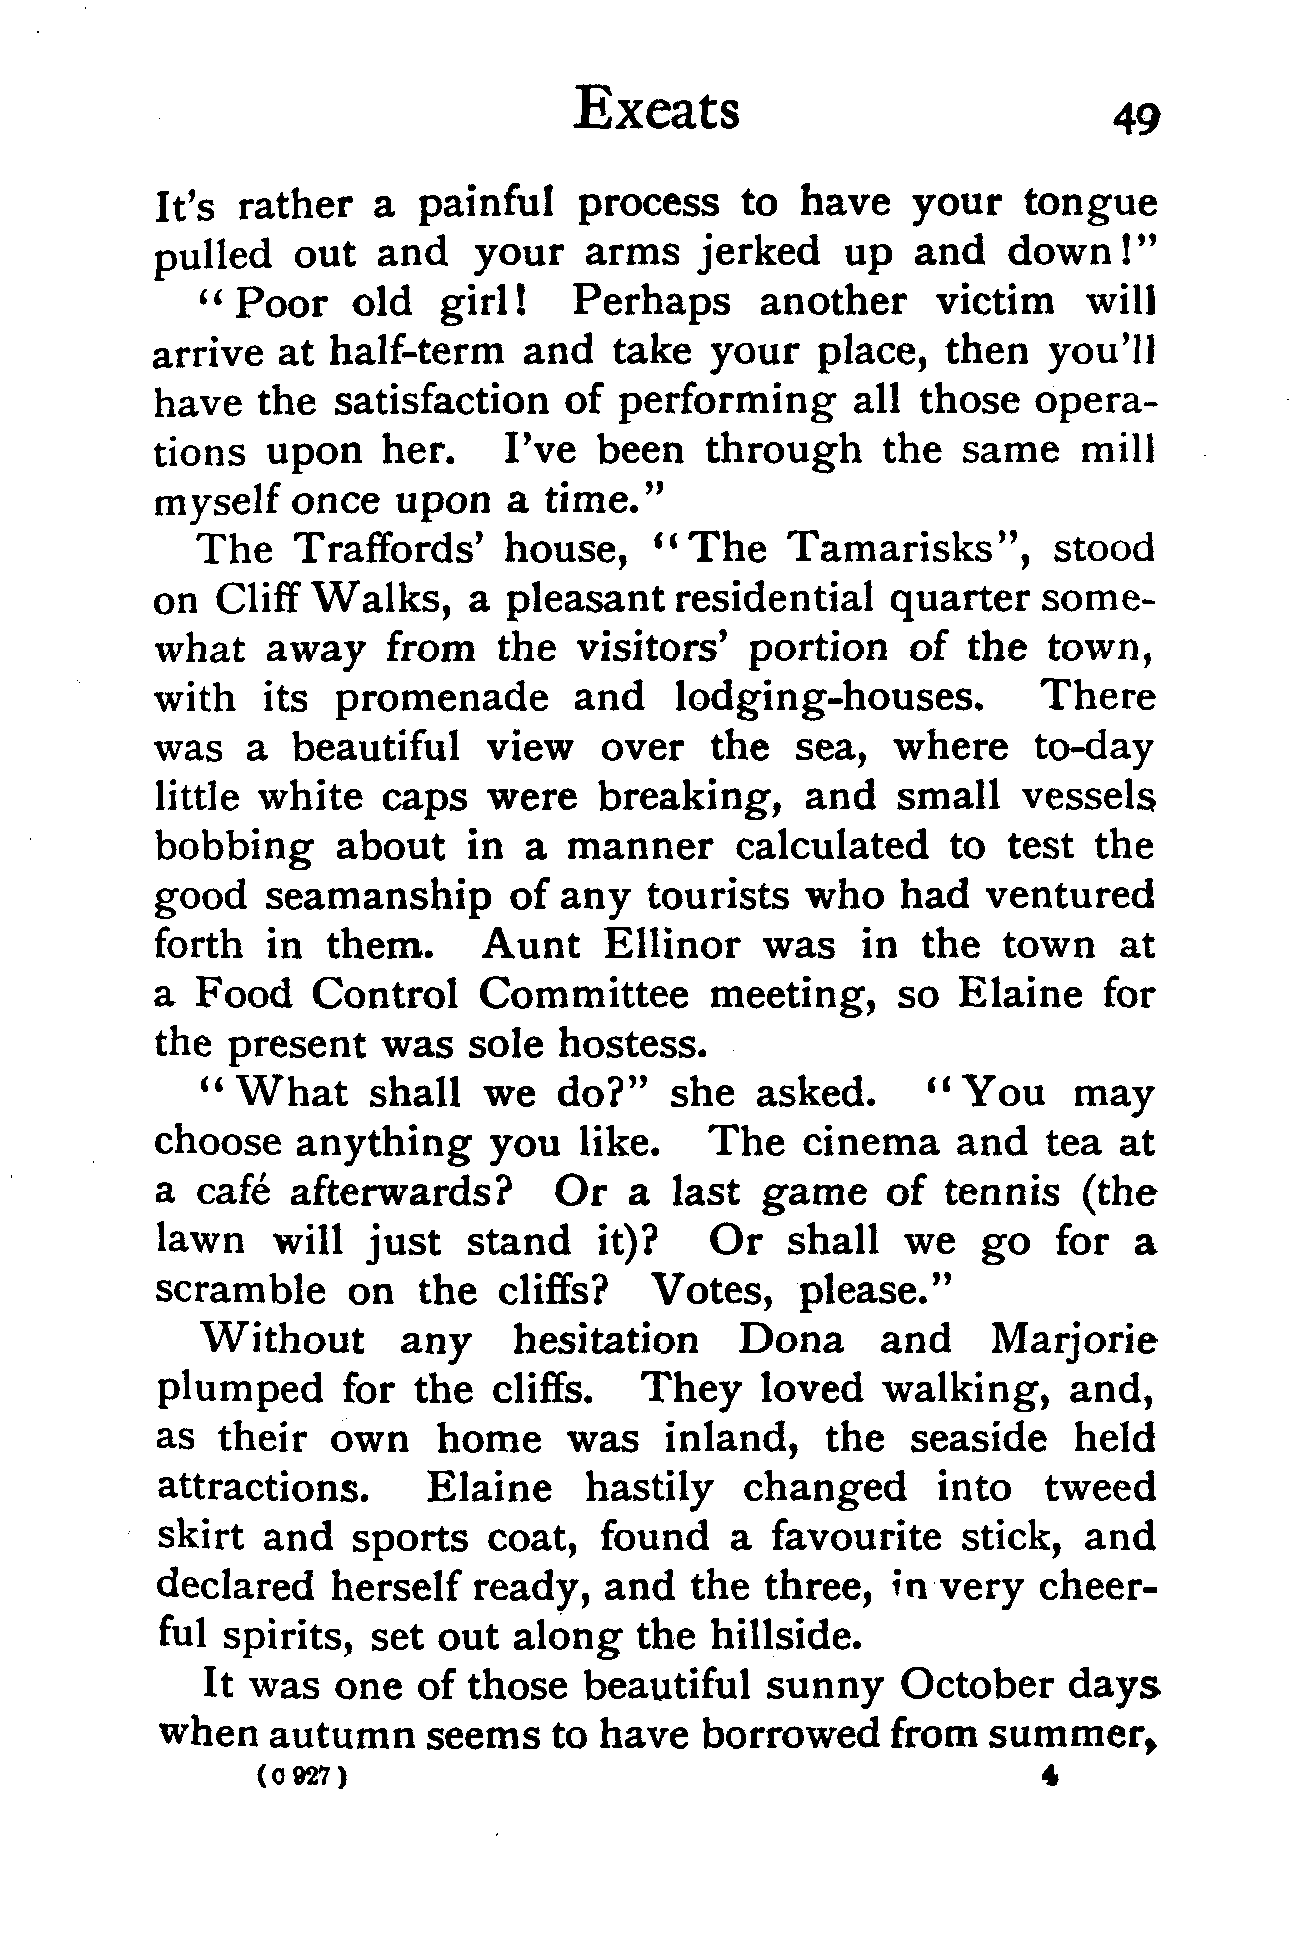 Exeats 49
It's rather a painful process to have your tongue
pulled out and your arms jerked up and down!"
"Poor old girl! Perhaps another victim will
arrive at half-term and take your place, then you'll
have the satisfaction of performing all those opera-
tions upon her. I've been through the same mill
myself once upon a time."
The Traffords' house, "The Tamarisks", stood
on Cliff Walks, a pleasant residential quarter some-
what away from the visitors' portion of the town,
with its promenade and lodging-houses. There
was a beautiful view over the sea, where to-day
little white caps were breaking, and small vessels
bobbing about in a manner calculated to test the
good seamanship of any tourists who had ventured
forth in them. Aunt Ellinor was in the town at
a Food Control Committee meeting, so Elaine for
the present was sole hostess.
"What shall we do?" she asked. "You may
choose anything you like. The cinema and tea at
a café afterwards? Or a last game of tennis (the
lawn will just stand it)? Or shall we go for a
scramble on the cliffs? Votes, please."
Without any hesitation Dona and Marjorie
plumped for the cliffs. They loved walking, and,
as their own home was inland, the seaside held
attractions. Elaine hastily changed into tweed
skirt and sports coat, found a favourite stick, and
declared herself ready, and the three, in very cheer-
ful spirits, set out along the hillside.
It was one of those beautiful sunny October days
when autumn seems to have borrowed from summer,
(C 927) 4